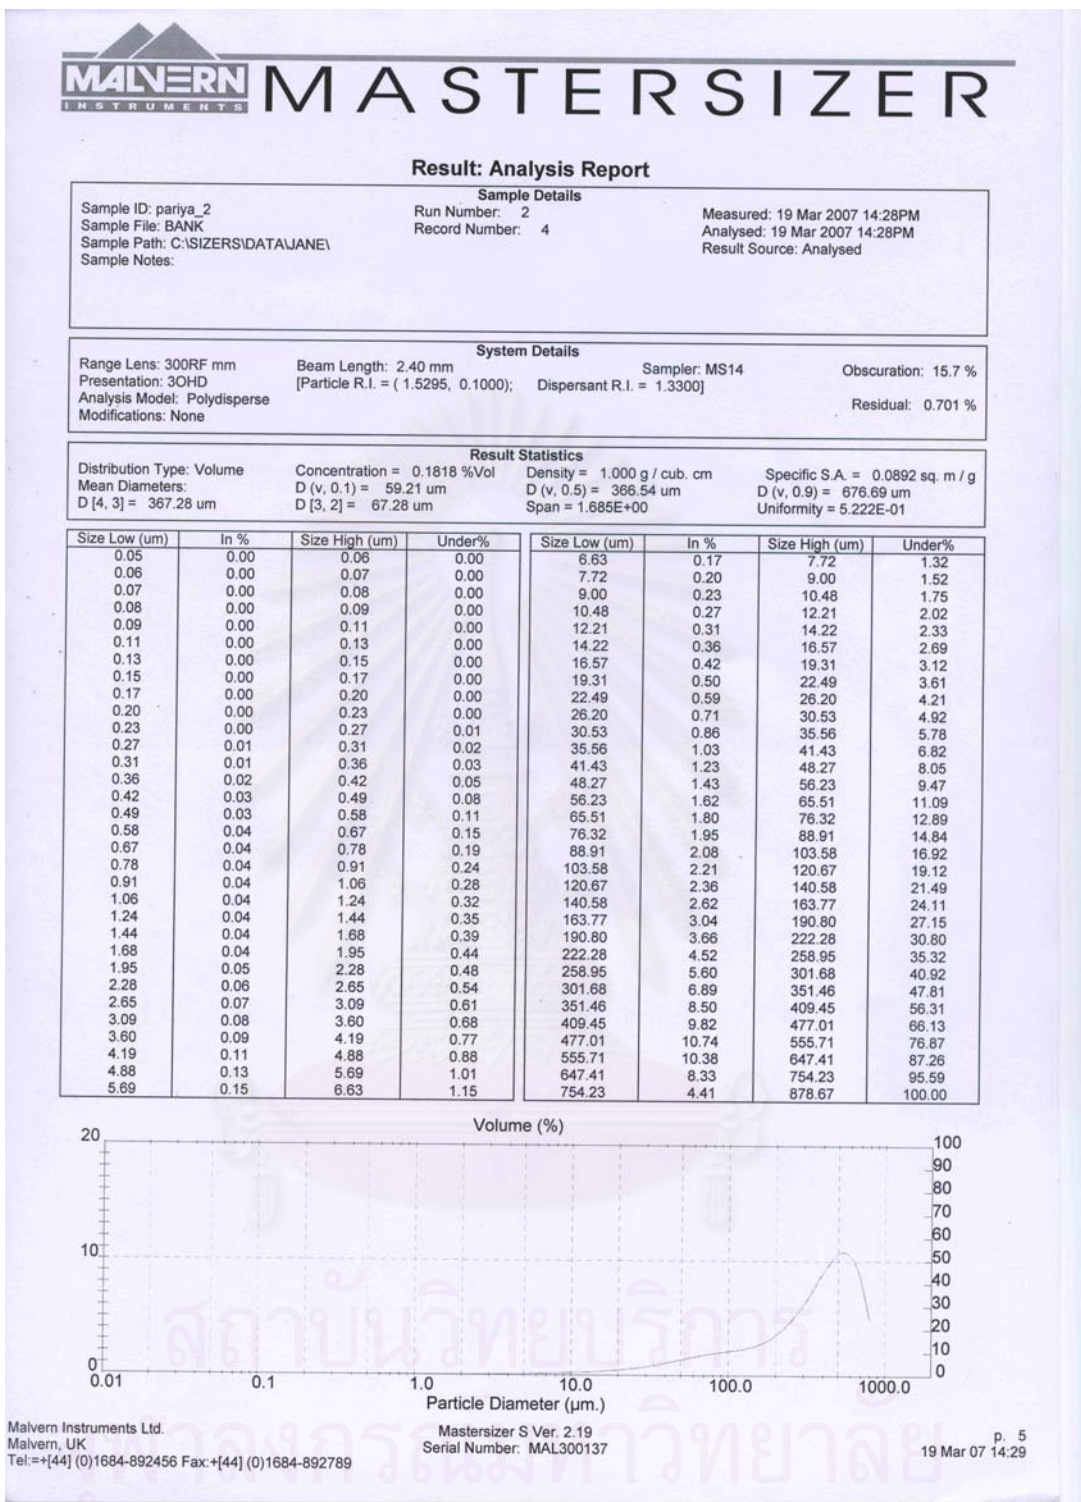 MALVERN
INSTRUMENTS
MASTERSIZER
Result: Analysis Report
Sample Details
Sample ID: pariya_2 Run Number: 2 Measured: 19 Mar 2007 14:28PM
Sample File: BANK Record Number: 4 Analysed: 19 Mar 2007 14:28PM
Sample Path: C:\SIZERS\DATA\JANE\ Result Source: Analysed
Sample Notes:
System Details
Range Lens: 300RF mm Beam Length: 2.40 mm Sampler: MS14 Obscuration: 15.7 %
Presentation: 3OHD [Particle R.I. = ( 1.5295, 0.1000); Dispersant R.I. = 1.3300]
Analysis Model: Polydisperse Residual: 0.701 %
Modifications: None
Result Statistics
Distribution Type: Volume Concentration = 0.1818 %Vol Density = 1.000 g / cub. cm Specific S.A. = 0.0892 sq. m / g
Mean Diameters: D (v, 0.1) = 59.21 um D (v, 0.5) = 366.54 um D (v, 0.9) = 676.69 um
D [4, 3] = 367.28 um D [3, 2] = 67.28 um Span = 1.685E+00 Uniformity = 5.222E-01
Size Low (um) In % Size High (um) Under% Size Low (um) In % Size High (um) Under%
0.05 0.00 0.06 0.00 6.63 0.17 7.72 1.32
0.06 0.00 0.07 0.00 7.72 0.20 9.00 1.52
0.07 0.00 0.08 0.00 9.00 0.23 10.48 1.75
0.08 0.00 0.09 0.00 10.48 0.27 12.21 2.02
0.09 0.00 0.11 0.00 12.21 0.31 14.22 2.33
0.11 0.00 0.13 0.00 14.22 0.36 16.57 2.69
0.13 0.00 0.15 0.00 16.57 0.42 19.31 3.12
0.15 0.00 0.17 0.00 19.31 0.50 22.49 3.61
0.17 0.00 0.20 0.00 22.49 0.59 26.20 4.21
0.20 0.00 0.23 0.00 26.20 0.71 30.53 4.92
0.23 0.00 0.27 0.01 30.53 0.86 35.56 5.78
0.27 0.01 0.31 0.02 35.56 1.03 41.43 6.82
0.31 0.01 0.36 0.03 41.43 1.23 48.27 8.05
0.36 0.02 0.42 0.05 48.27 1.43 56.23 9.47
0.42 0.03 0.49 0.08 56.23 1.62 65.51 11.09
0.49 0.03 0.58 0.11 65.51 1.80 76.32 12.89
0.58 0.04 0.67 0.15 76.32 1.95 88.91 14.84
0.67 0.04 0.78 0.19 88.91 2.08 103.58 16.92
0.78 0.04 0.91 0.24 103.58 2.21 120.67 19.12
0.91 0.04 1.06 0.28 120.67 2.36 140.58 21.49
1.06 0.04 1.24 0.32 140.58 2.62 163.77 24.11
1.24 0.04 1.44 0.35 163.77 3.04 190.80 27.15
1.44 0.04 1.68 0.39 190.80 3.66 222.28 30.80
1.68 0.04 1.95 0.44 222.28 4.52 258.95 35.32
1.95 0.05 2.28 0.48 258.95 5.60 301.68 40.92
2.28 0.06 2.65 0.54 301.68 6.89 351.46 47.81
2.65 0.07 3.09 0.61 351.46 8.50 409.45 56.31
3.09 0.08 3.60 0.68 409.45 9.82 477.01 66.13
3.60 0.09 4.19 0.77 477.01 10.74 555.71 76.87
4.19 0.11 4.88 0.88 555.71 10.38 647.41 87.26
4.88 0.13 5.69 1.01 647.41 8.33 754.23 95.59
5.69 0.15 6.63 1.15 754.23 4.41 878.67 100.00
Volume (%)
20 100
90
80
70
60
10 50
40
30
20
10
0 0
0.01 0.1 1.0 10.0 100.0 1000.0
Particle Diameter (µm.)
สถาบันวิทยบริการ
จุฬาลงกรณ์มหาวิทยาลัย
Malvern Instruments Ltd. Mastersizer S Ver. 2.19 p. 5
Malvern, UK Serial Number: MAL300137 19 Mar 07 14:29
Tel:=+[44] (0)1684-892456 Fax:+[44] (0)1684-892789